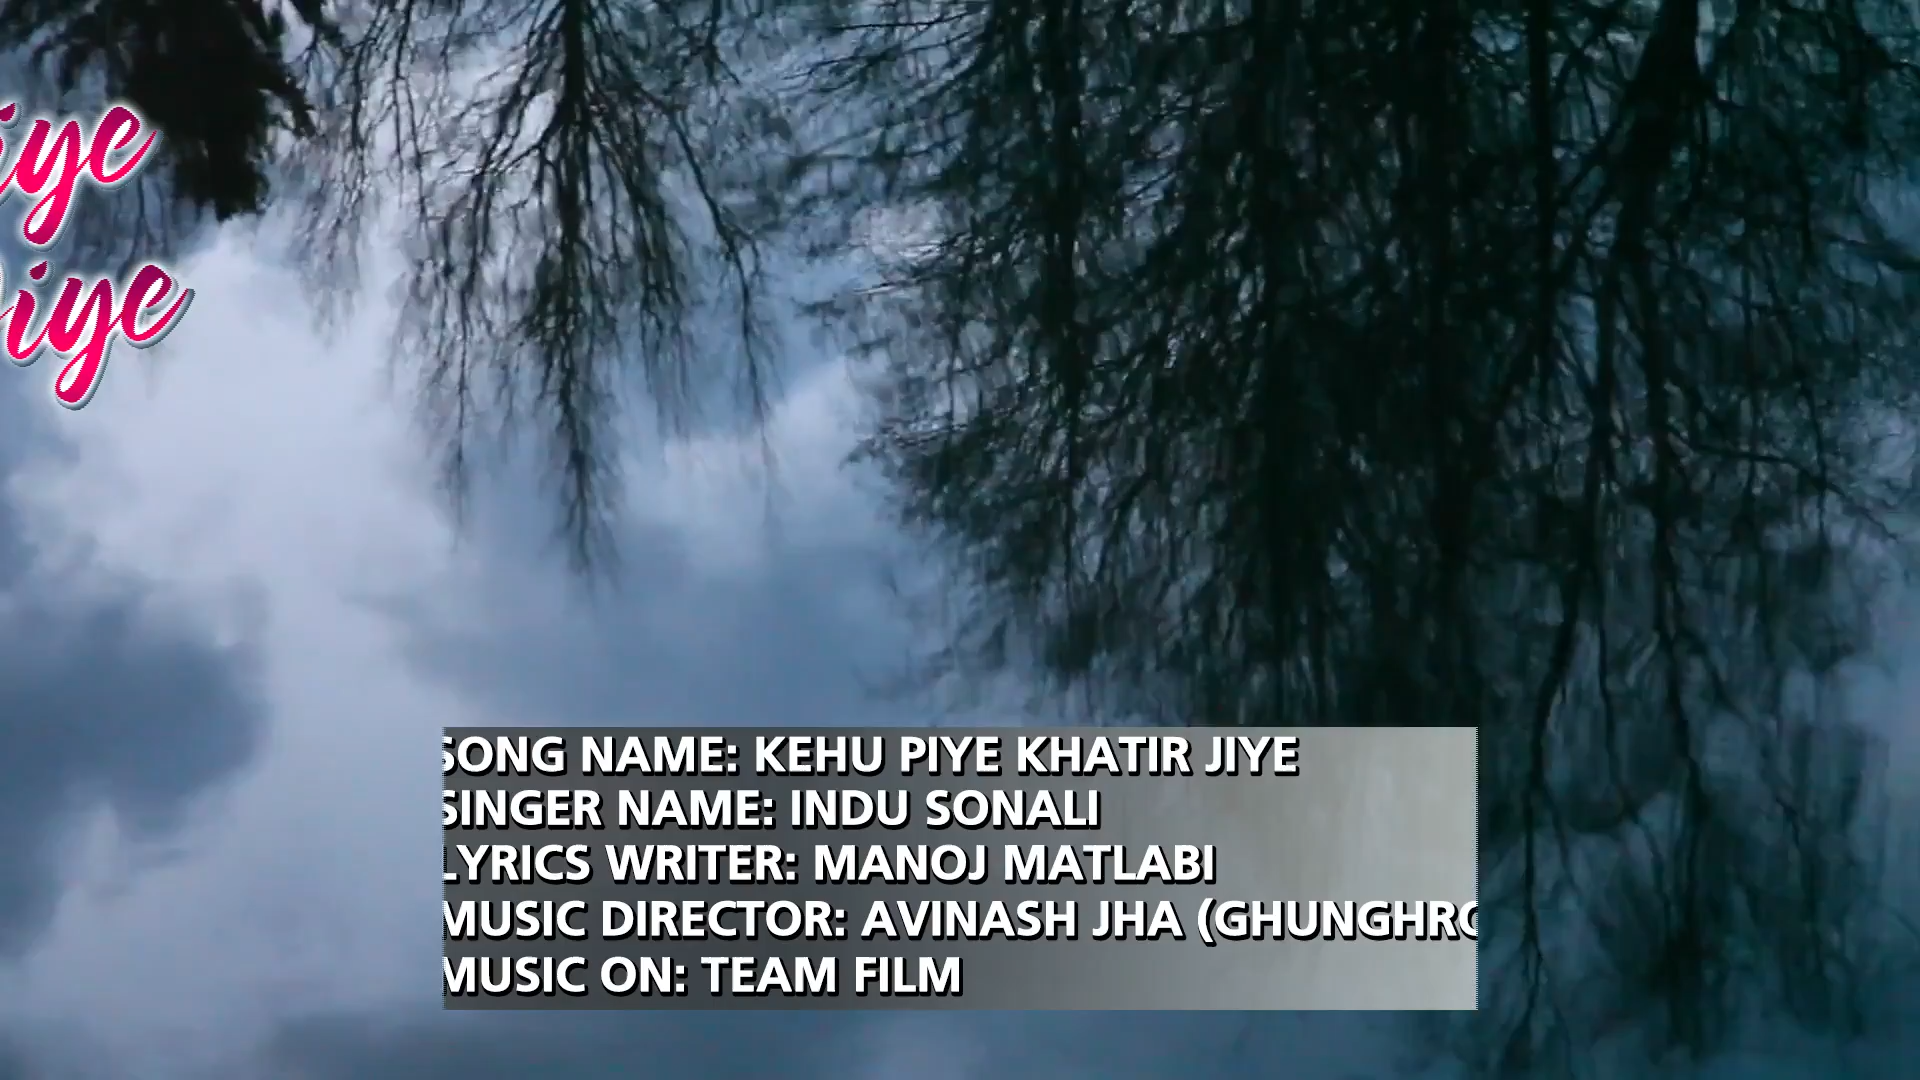 iye
iye
SONG NAME: KEHU PIYE KHATIR JIYE
SINGER NAME: INDU SONALI
LYRICS WRITER: MANOJ MATLABI
MUSIC DIRECTOR: AVINASH JHA (GHUNGHRO
MUSIC ON: TEAM FILM